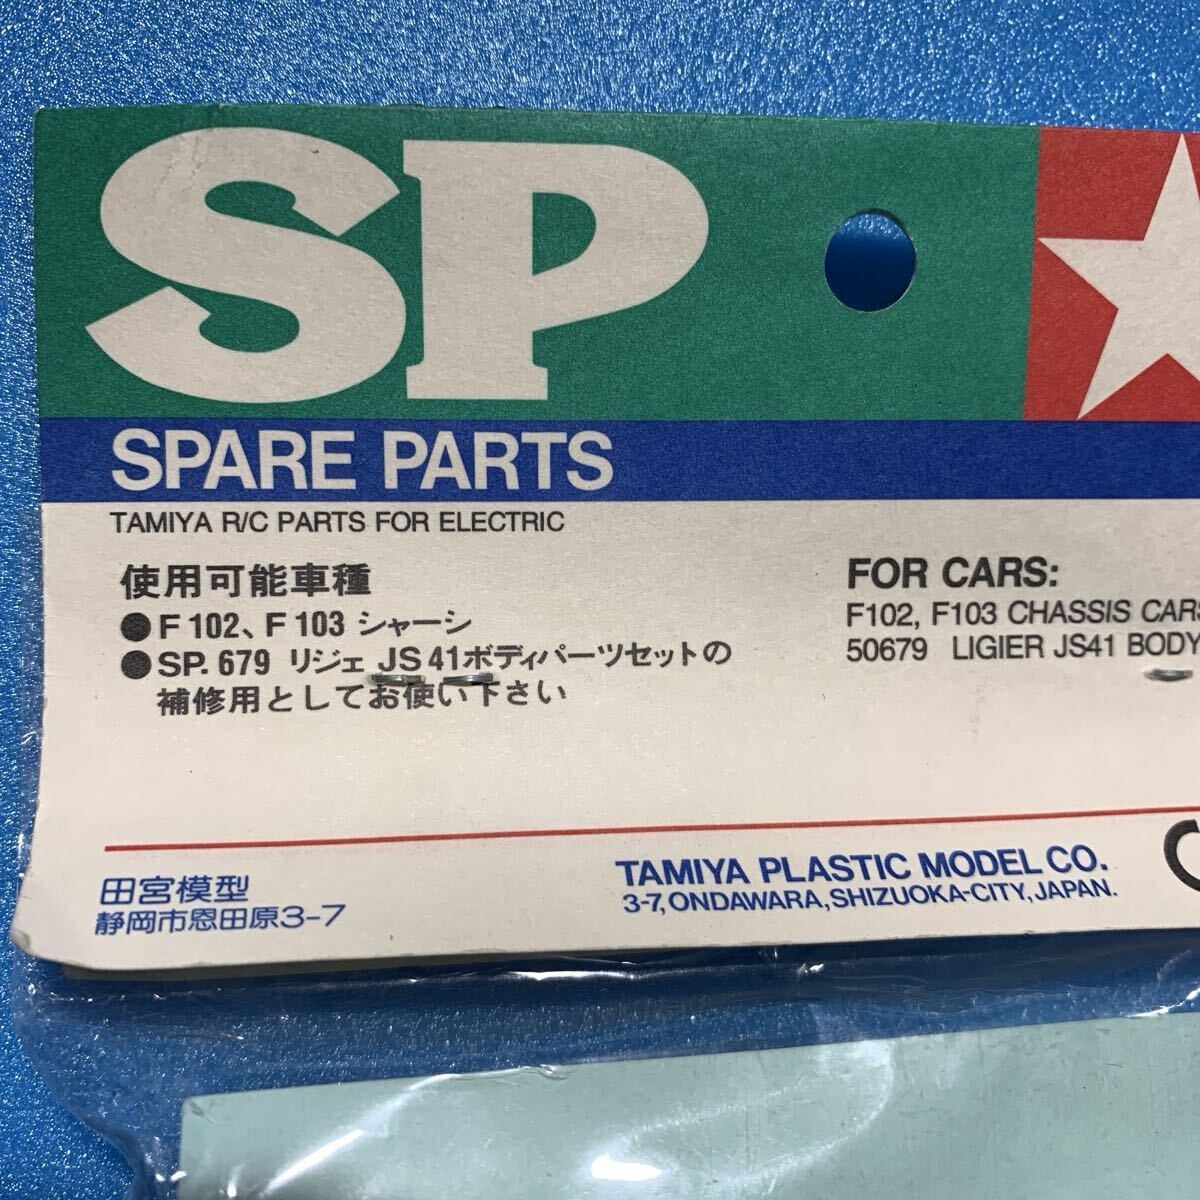 SP
SPARE PARTS
TAMIYA R/C PARTS FOR ELECTRIC
使用可能車種
●F102、F103 シャーシ
●SP.679 リジェ JS41ボディパーツセットの
補修用としてお使い下さい
FOR CARS:
F102, F103 CHASSIS CARS
50679 LIGIER JS41 BODY
田宮模型
静岡市恩田原3-7
TAMIYA PLASTIC MODEL CO.
3-7, ONDAWARA, SHIZUOKA-CITY, JAPAN.